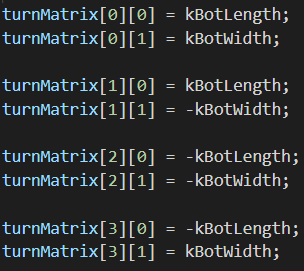 turnMatrix[0][0] = kBotLength;
turnMatrix[0][1] = kBotWidth;
turnMatrix[1][0] = kBotLength;
turnMatrix[1][1] = -kBotWidth;
turnMatrix[2][0] = -kBotLength;
turnMatrix[2][1] = -kBotWidth;
turnMatrix[3][0] = -kBotLength;
turnMatrix[3][1] = kBotWidth;